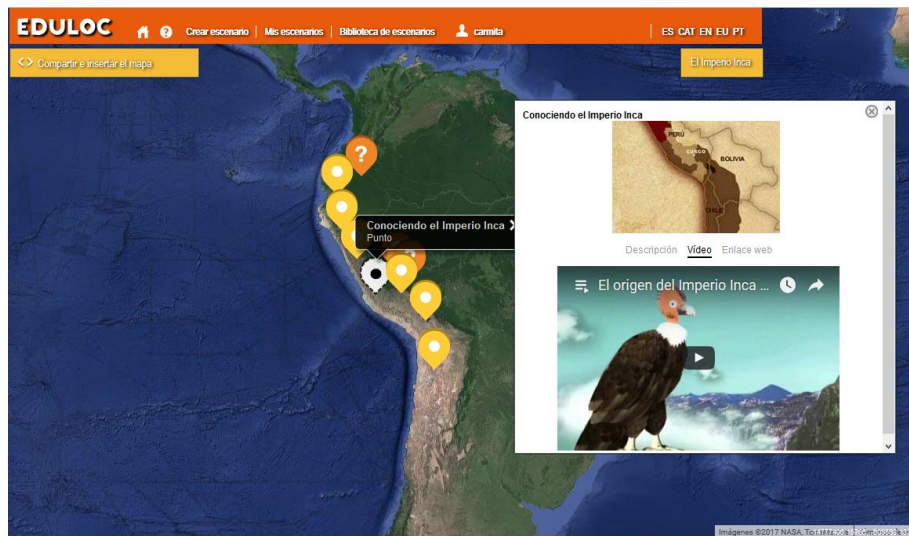 EDULOC
Crear escenario | Mis escenarios | Biblioteca de escenarios
carmita
ES CAT EN EU PT
<> Compartir e insertar el mapa
El Imperio Inca
Conociendo el Imperio Inca
PERÚ
CUSCO
BOLIVIA
CHILE
Conociendo el Imperio Inca
Punto
Descripción Vídeo Enlace web
El origen del Imperio Inca ...
Imágenes ©2017 NASA,